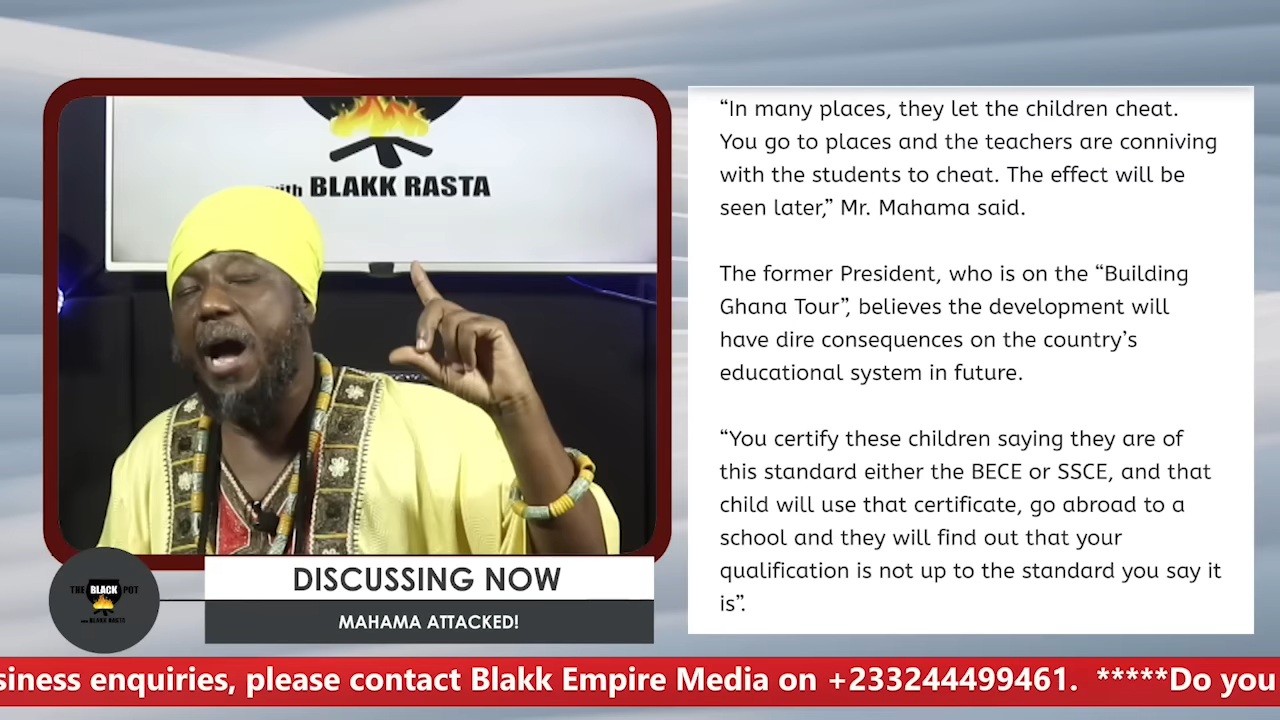 with BLAKK RASTA
“In many places, they let the children cheat.
You go to places and the teachers are conniving
with the students to cheat. The effect will be
seen later,” Mr. Mahama said.
The former President, who is on the “Building
Ghana Tour”, believes the development will
have dire consequences on the country’s
educational system in future.
“You certify these children saying they are of
this standard either the BECE or SSCE, and that
child will use that certificate, go abroad to a
school and they will find out that your
qualification is not up to the standard you say it
is”.
THE BLACK POT
with BLAKK RASTA
DISCUSSING NOW
MAHAMA ATTACKED!
siness enquiries, please contact Blakk Empire Media on +233244499461. *****Do you